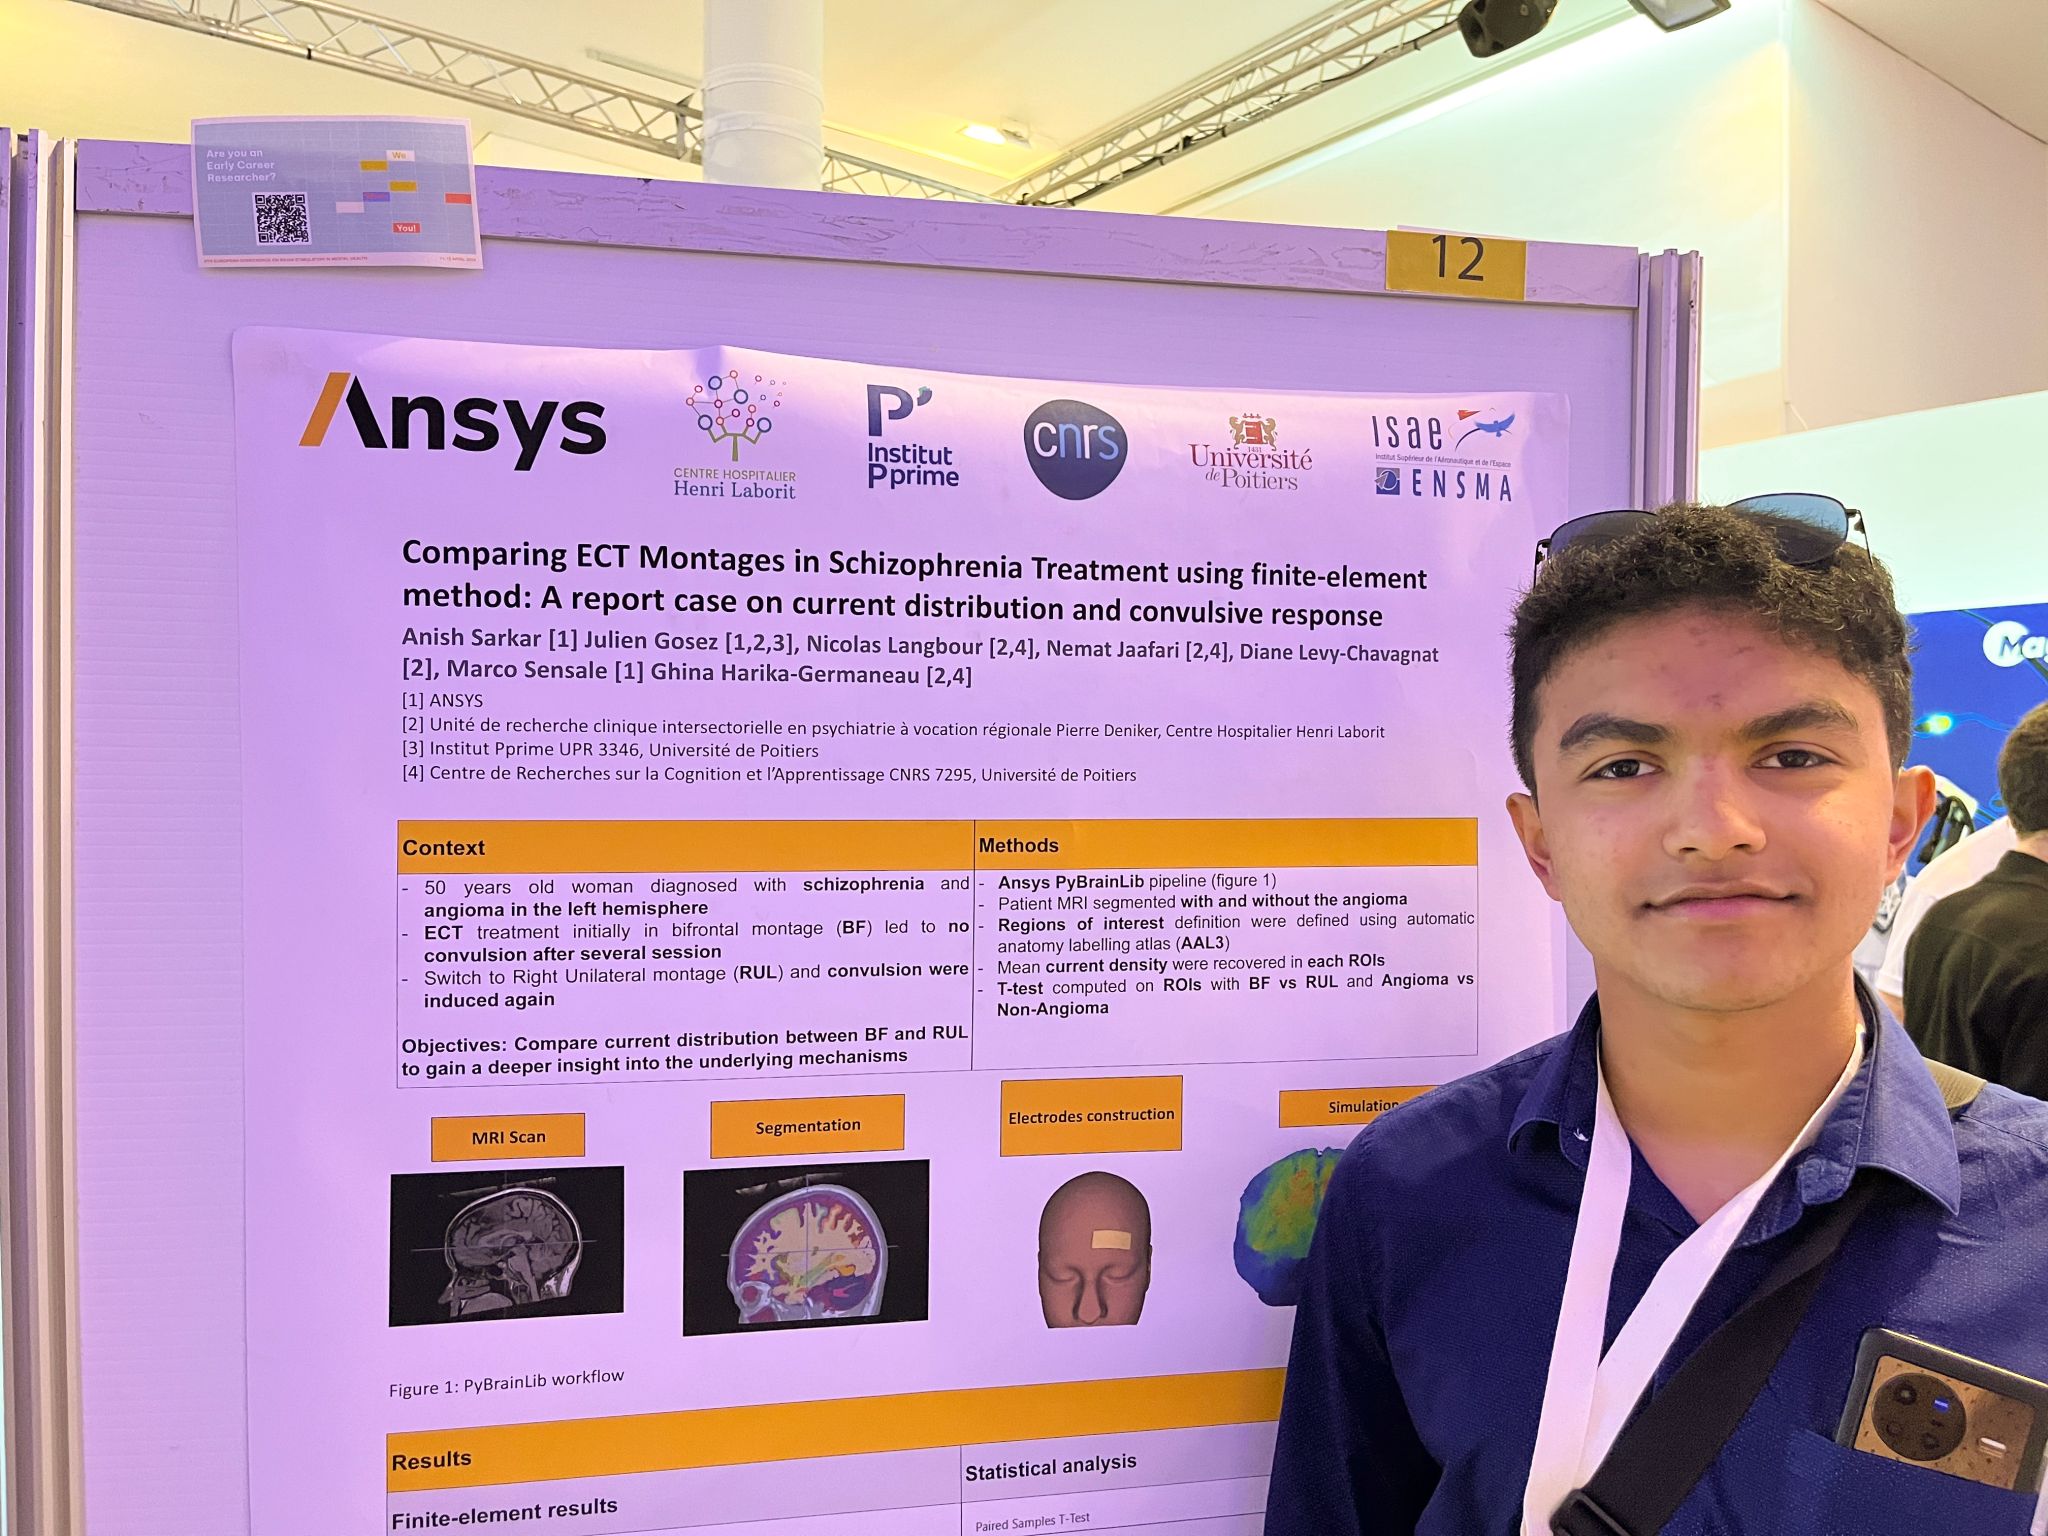 Are you an
Early Career
Researcher?
We
You!
12
Ansys
CENTRE HOSPITALIER
Henri Laborit
P'
Institut
Pprime
cnrs
1431
Université
de Poitiers
ISAE
Institut Supérieur de l'Aéronautique et de l'Espace
ENSMA
Comparing ECT Montages in Schizophrenia Treatment using finite-element
method: A report case on current distribution and convulsive response
Anish Sarkar [1] Julien Gosez [1,2,3], Nicolas Langbour [2,4], Nemat Jaafari [2,4], Diane Levy-Chavagnat
[2], Marco Sensale [1] Ghina Harika-Germaneau [2,4]
[1] ANSYS
[2] Unité de recherche clinique intersectorielle en psychiatrie à vocation régionale Pierre Deniker, Centre Hospitalier Henri Laborit
[3] Institut Pprime UPR 3346, Université de Poitiers
[4] Centre de Recherches sur la Cognition et l'Apprentissage CNRS 7295, Université de Poitiers
Context
- 50 years old woman diagnosed with schizophrenia and
angioma in the left hemisphere
- ECT treatment initially in bifrontal montage (BF) led to no
convulsion after several session
- Switch to Right Unilateral montage (RUL) and convulsion were
induced again
Objectives: Compare current distribution between BF and RUL
to gain a deeper insight into the underlying mechanisms
Methods
- Ansys PyBrainLib pipeline (figure 1)
- Patient MRI segmented with and without the angioma
- Regions of interest definition were defined using automatic
anatomy labelling atlas (AAL3)
- Mean current density were recovered in each ROIs
- T-test computed on ROIs with BF vs RUL and Angioma vs
Non-Angioma
MRI Scan
Segmentation
Electrodes construction
Simulation
Figure 1: PyBrainLib workflow
Results
Finite-element results
Statistical analysis
Paired Samples T-Test
Ma